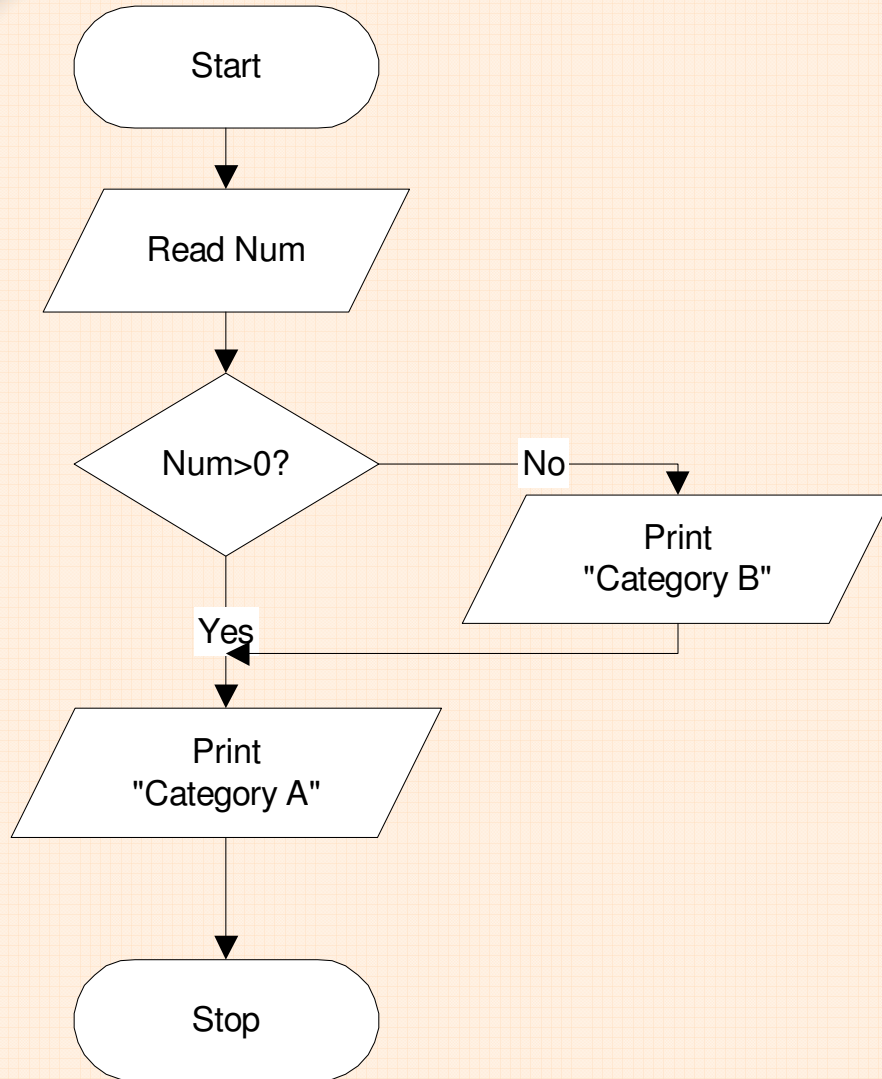 Start
Read Num
Num>0?
No
Print
"Category B"
Yes
Print
"Category A"
Stop